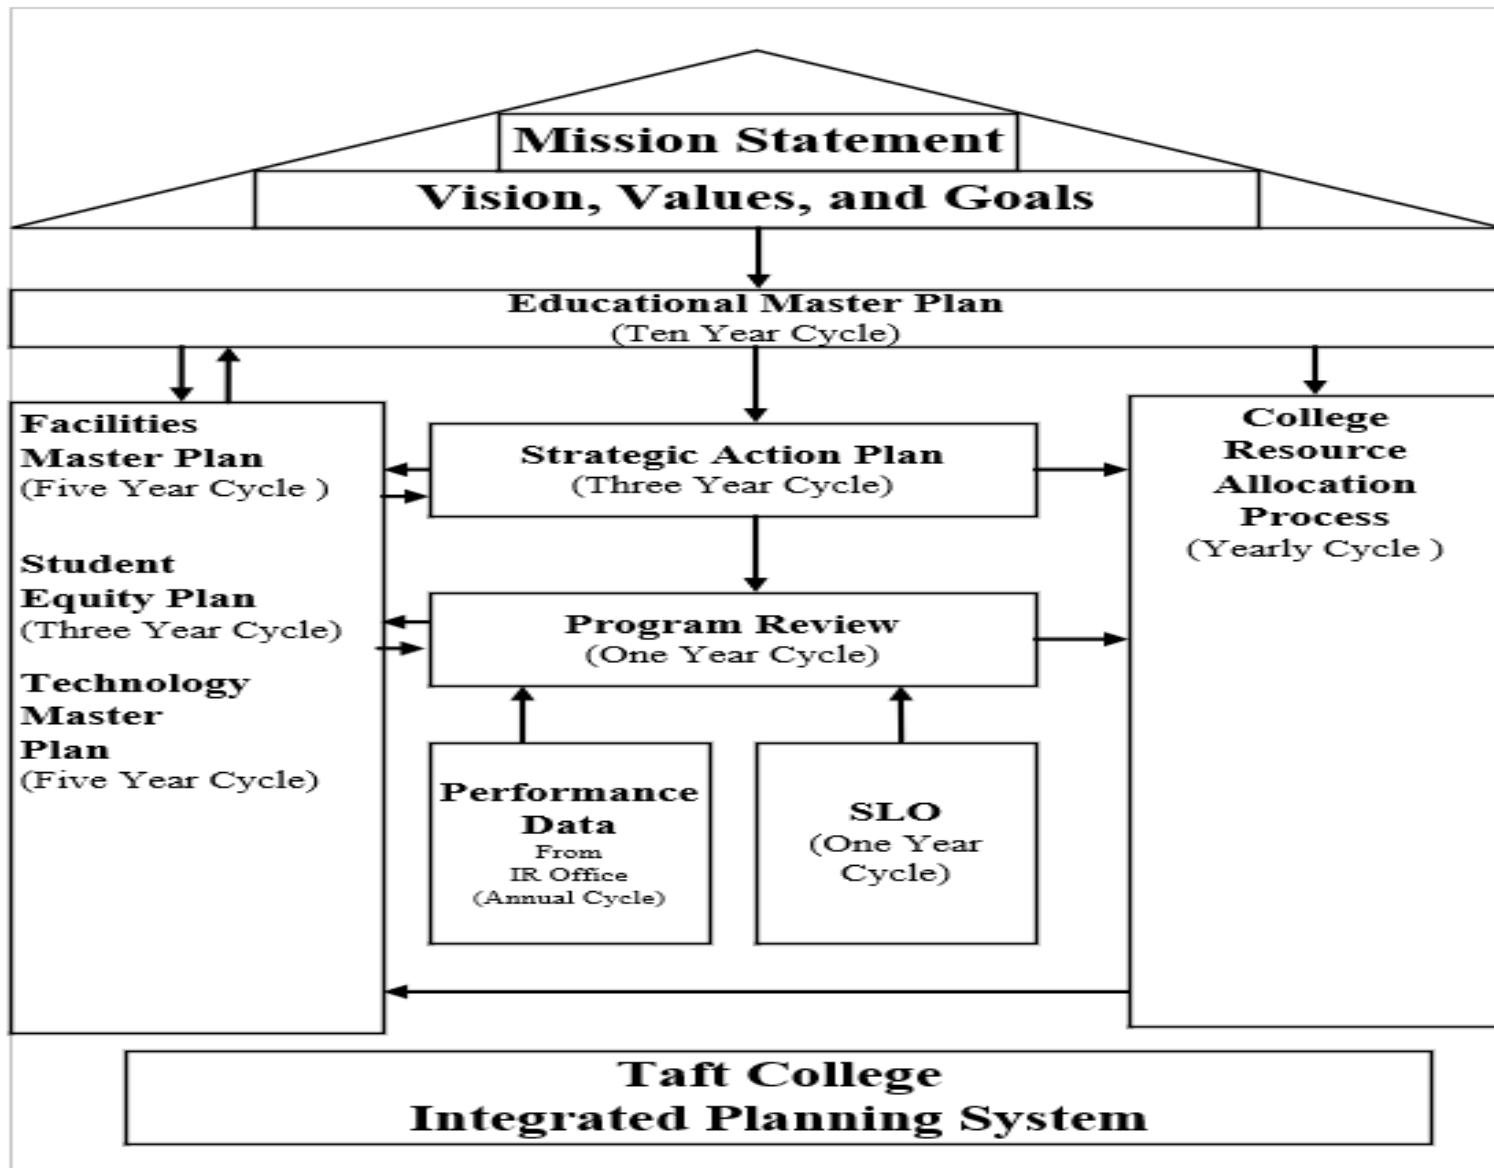 Mission Statement
Vision, Values, and Goals
Educational Master Plan
(Ten Year Cycle)
Facilities
Master Plan
(Five Year Cycle )
Student
Equity Plan
(Three Year Cycle)
Technology
Master
Plan
(Five Year Cycle)
Strategic Action Plan
(Three Year Cycle)
Program Review
(One Year Cycle)
Performance
Data
From
IR Office
(Annual Cycle)
SLO
(One Year
Cycle)
College
Resource
Allocation
Process
(Yearly Cycle )
Taft College
Integrated Planning System